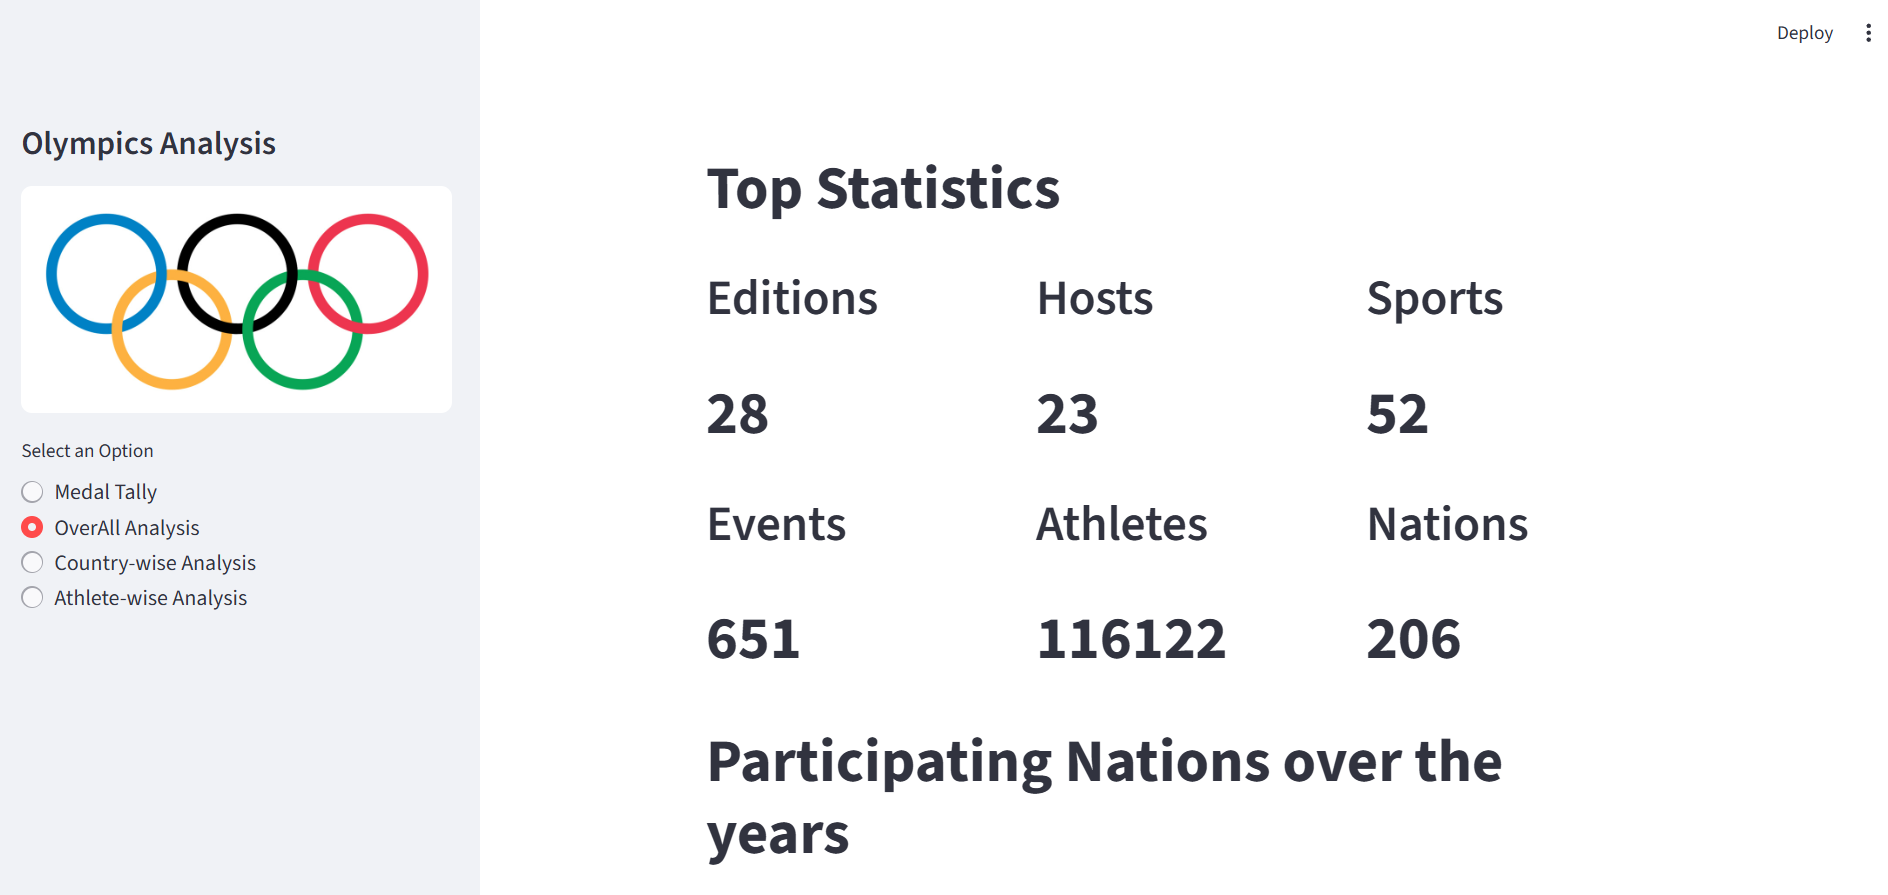 Deploy
Olympics Analysis
Select an Option
Medal Tally
OverAll Analysis
Country-wise Analysis
Athlete-wise Analysis
Top Statistics
Editions
Hosts
Sports
28
23
52
Events
Athletes
Nations
651
116122
206
Participating Nations over the
years